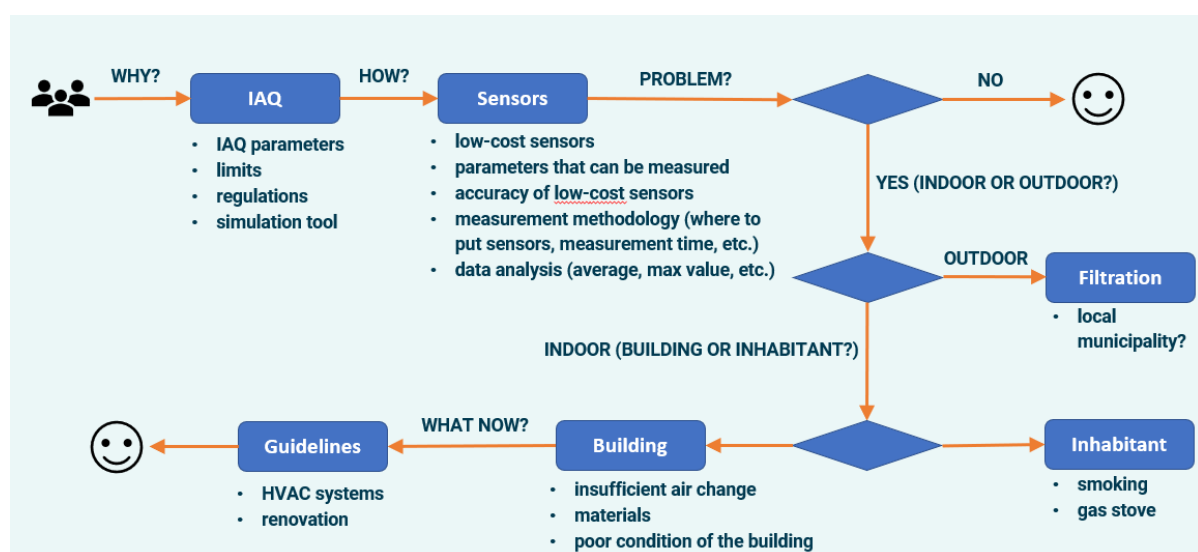 WHY?
IAQ
HOW?
Sensors
PROBLEM?
NO
• IAQ parameters
• limits
• regulations
• simulation tool
• low-cost sensors
• parameters that can be measured
• accuracy of low-cost sensors
• measurement methodology (where to
put sensors, measurement time, etc.)
• data analysis (average, max value, etc.)
YES (INDOOR OR OUTDOOR?)
OUTDOOR
Filtration
• local
municipality?
INDOOR (BUILDING OR INHABITANT?)
Guidelines
WHAT NOW?
Building
Inhabitant
• HVAC systems
• renovation
• insufficient air change
• materials
• poor condition of the building
• smoking
• gas stove